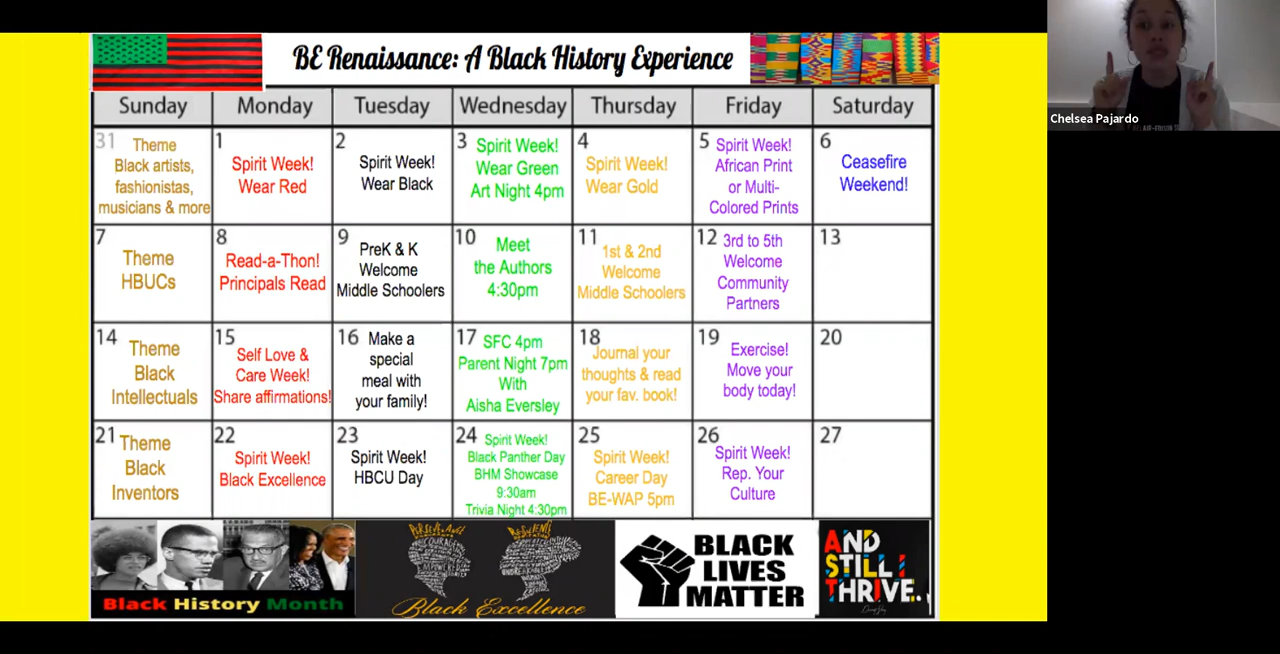 BE Renaissance: A Black History Experience
Chelsea Pajardo
Sunday Monday Tuesday Wednesday Thursday Friday Saturday
31
Theme
Black artists,
fashionistas,
musicians & more
1
Spirit Week!
Wear Red
2
Spirit Week!
Wear Black
3
Spirit Week!
Wear Green
Art Night 4pm
4
Spirit Week!
Wear Gold
5
Spirit Week!
African Print
or Multi-
Colored Prints
6
Ceasefire
Weekend!
7
Theme
HBUCs
8
Read-a-Thon!
Principals Read
9
PreK & K
Welcome
Middle Schoolers
10
Meet
the Authors
4:30pm
11
1st & 2nd
Welcome
Middle Schoolers
12
3rd to 5th
Welcome
Community
Partners
13
14
Theme
Black
Intellectuals
15
Self Love &
Care Week!
Share affirmations!
16
Make a
special
meal with
your family!
17
SFC 4pm
Parent Night 7pm
With
Aisha Eversley
18
Journal your
thoughts & read
your fav. book!
19
Exercise!
Move your
body today!
20
21
Theme
Black
Inventors
22
Spirit Week!
Black Excellence
23
Spirit Week!
HBCU Day
24
Spirit Week!
Black Panther Day
BHM Showcase
9:30am
Trivia Night 4:30pm
25
Spirit Week!
Career Day
BE-WAP 5pm
26
Spirit Week!
Rep. Your
Culture
27
Black History Month
Black Excellence
BLACK
LIVES
MATTER
AND
STILL I
THRIVE.